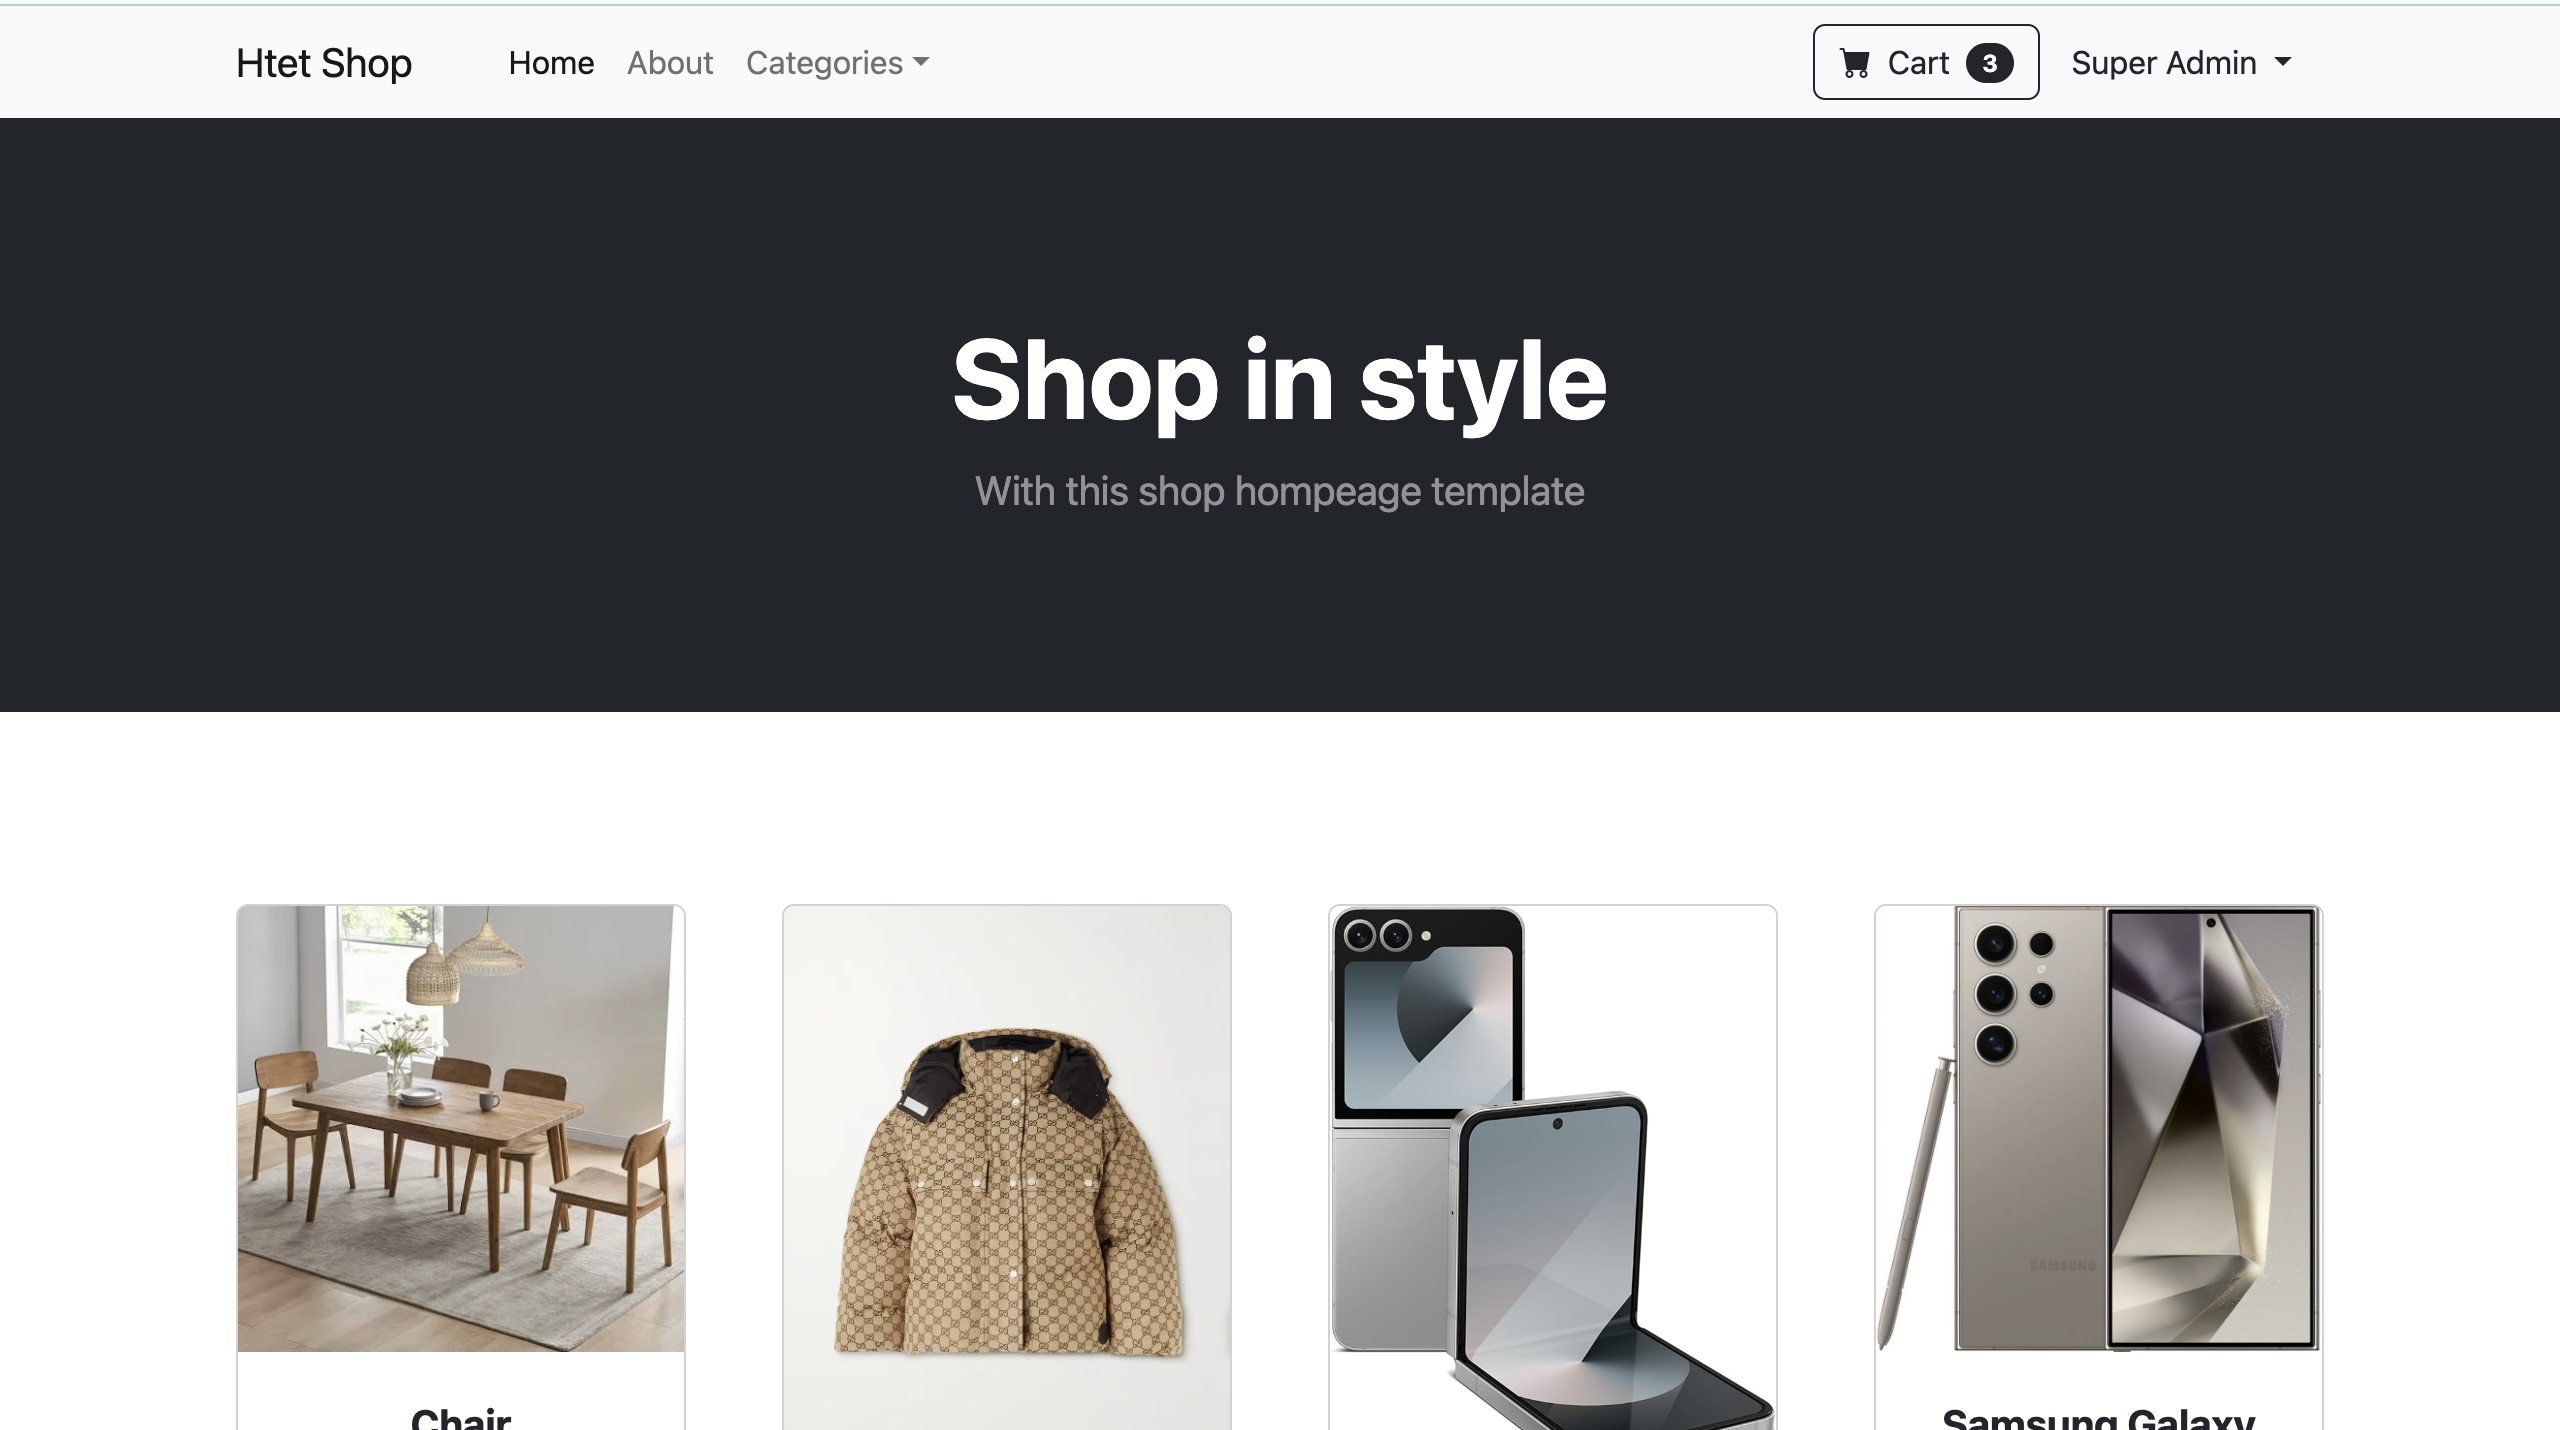 Htet Shop Home About Categories Cart 3 Super Admin
Shop in style
With this shop hompeage template
SAMSUNG
Chair
Samsung Galaxy